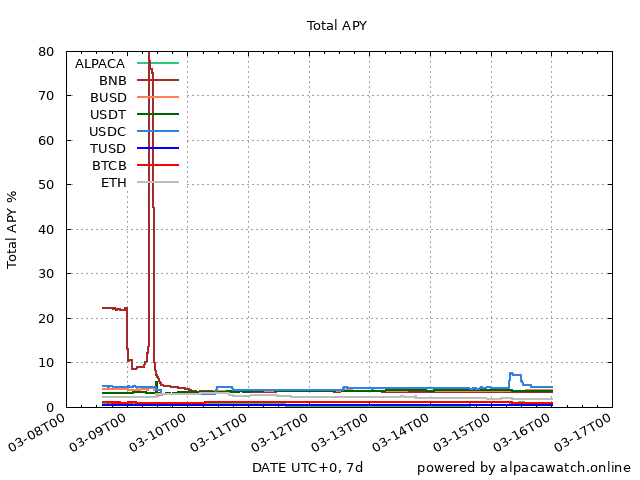 Total APY
80
70
60
50
40
30
20
10
0
Total APY %
ALPACA
BNB
BUSD
USDT
USDC
TUSD
BTCB
ETH
03-08T00
03-09T00
03-10T00
03-11T00
03-12T00
03-13T00
03-14T00
03-15T00
03-16T00
03-17T00
DATE UTC+0, 7d
powered by alpacawatch.online